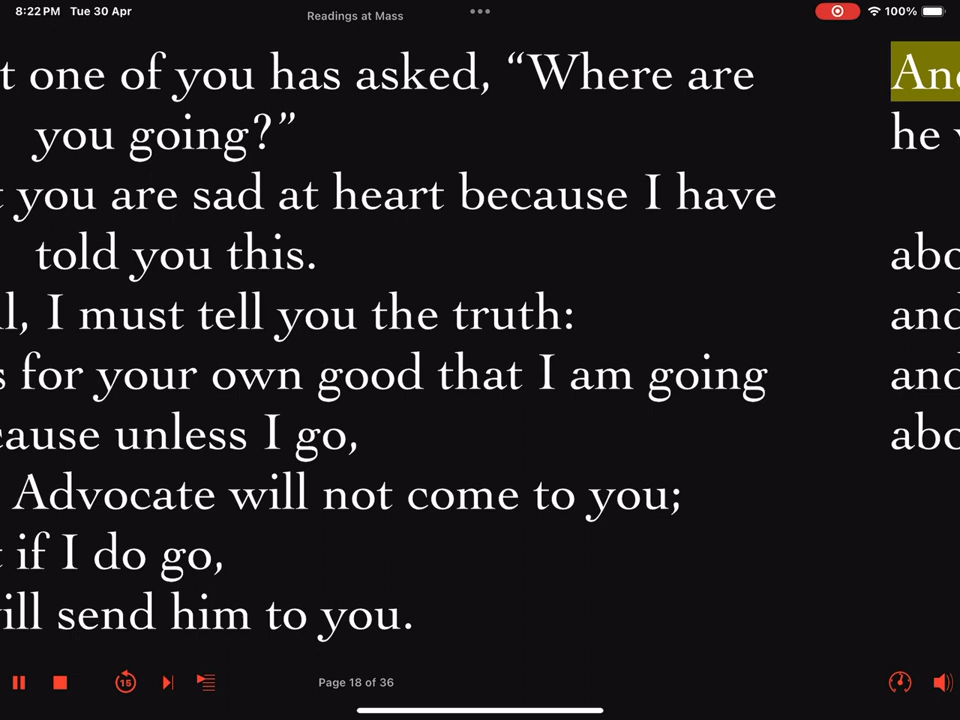 8:22 PM Tue 30 Apr
Readings at Mass
100%
one of you has asked, “Where are
you going?”
you are sad at heart because I have
told you this.
I must tell you the truth:
for your own good that I am going
unless I go,
Advocate will not come to you;
if I do go,
send him to you.
he
15
Page 18 of 36